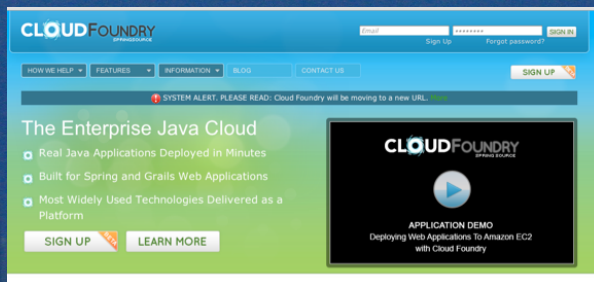 CLOUDFOUNDRY
SPRINGSOURCE
Email
SIGN IN
Sign Up Forgot password?
HOW WE HELP FEATURES INFORMATION BLOG CONTACT US
SIGN UP
SYSTEM ALERT. PLEASE READ: Cloud Foundry will be moving to a new URL.
The Enterprise Java Cloud
Real Java Applications Deployed in Minutes
Built for Spring and Grails Web Applications
Most Widely Used Technologies Delivered as a
Platform
SIGN UP BETA LEARN MORE
CLOUDFOUNDRY
SPRING SOURCE
APPLICATION DEMO
Deploying Web Applications To Amazon EC2
with Cloud Foundry